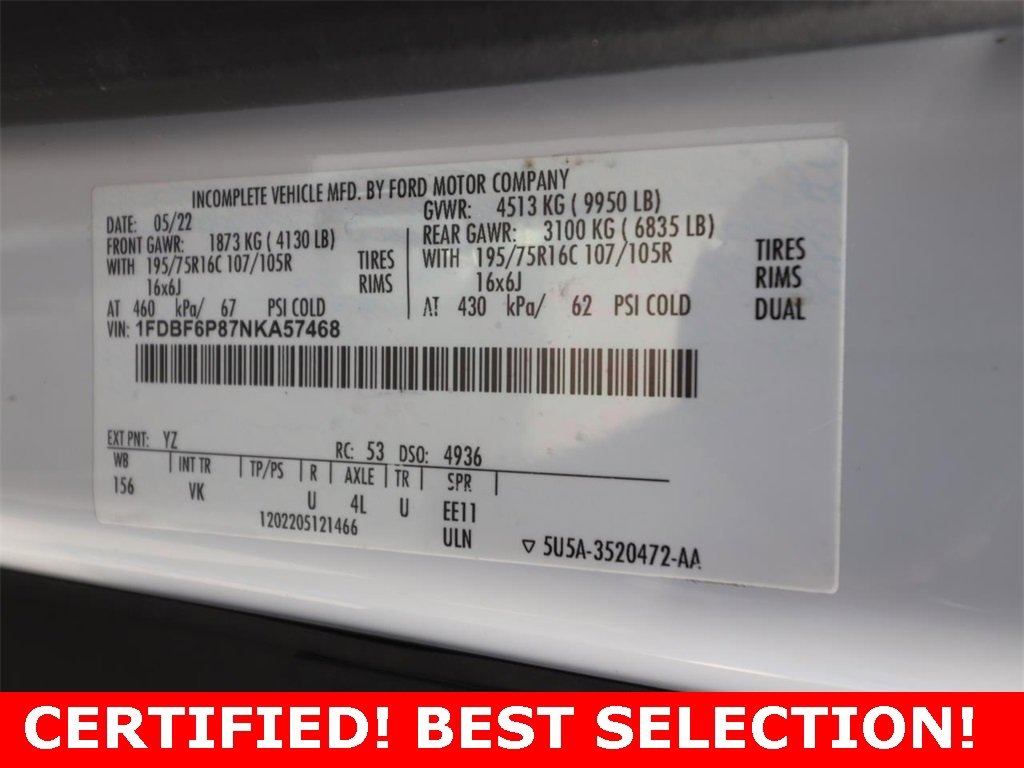 INCOMPLETE VEHICLE MFD. BY FORD MOTOR COMPANY
DATE: 05/22 GVWR: 4513 KG ( 9950 LB)
FRONT GAWR: 1873 KG ( 4130 LB) REAR GAWR: 3100 KG ( 6835 LB)
WITH 195/75R16C 107/105R TIRES WITH 195/75R16C 107/105R TIRES
16x6J RIMS 16x6J RIMS
AT 460 kPa/ 67 PSI COLD AT 430 kPa/ 62 PSI COLD DUAL
VIN: 1FDBF6P87NKA57468
EXT PNT: YZ RC: 53 DSO: 4936
WB INT TR TP/PS R AXLE TR SPR
156 VK U 4L U EE11
1202205121466 ULN ▽ 5U5A-3520472-AA
CERTIFIED! BEST SELECTION!